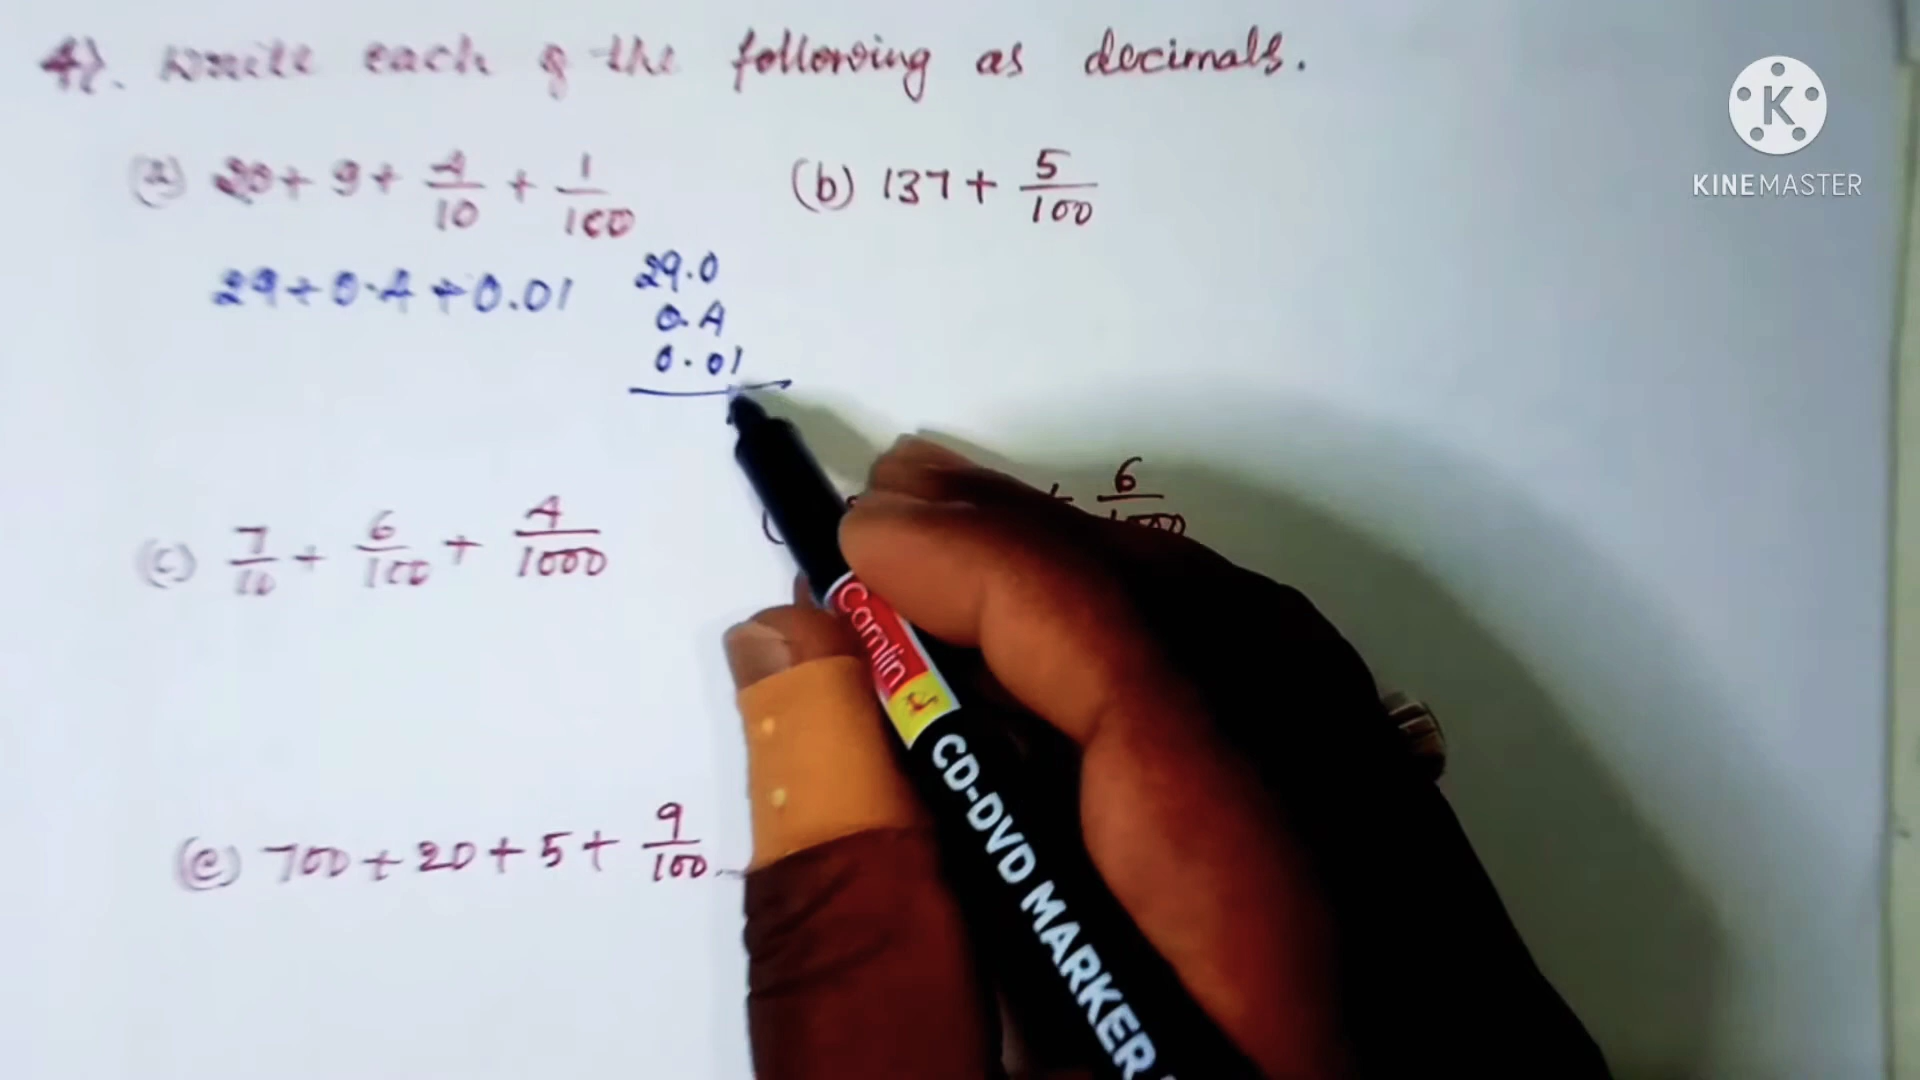 4). Write each of the following as decimals.
(a) 20 + 9 + 4/10 + 1/100
(b) 137 + 5/100
29 + 0.4 + 0.01
29.0
0.4
0.01
(c) 7/10 + 6/100 + 4/1000
+ 6/1000
(e) 700 + 20 + 5 + 9/100.
K
KINEMASTER
Camlin
CD-DVD MARKER